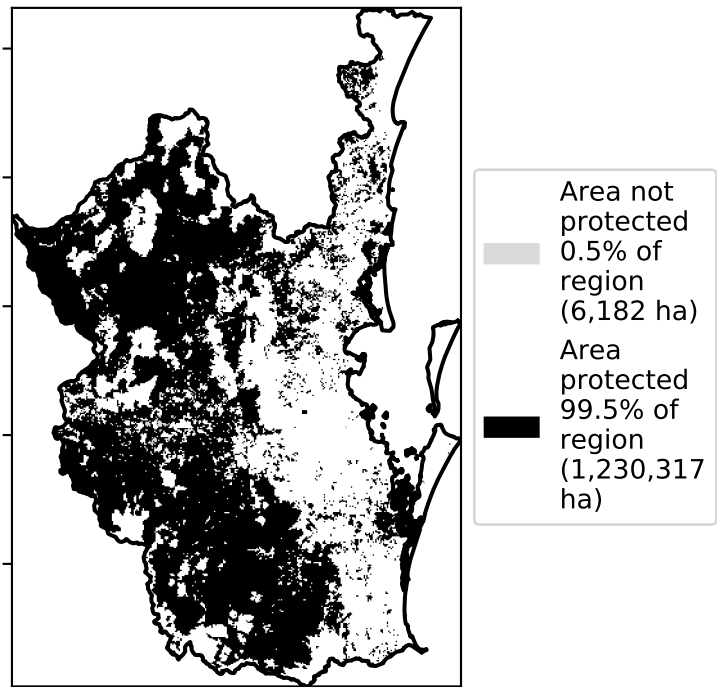 Area not
protected
0.5% of
region
(6,182 ha)
Area
protected
99.5% of
region
(1,230,317
ha)